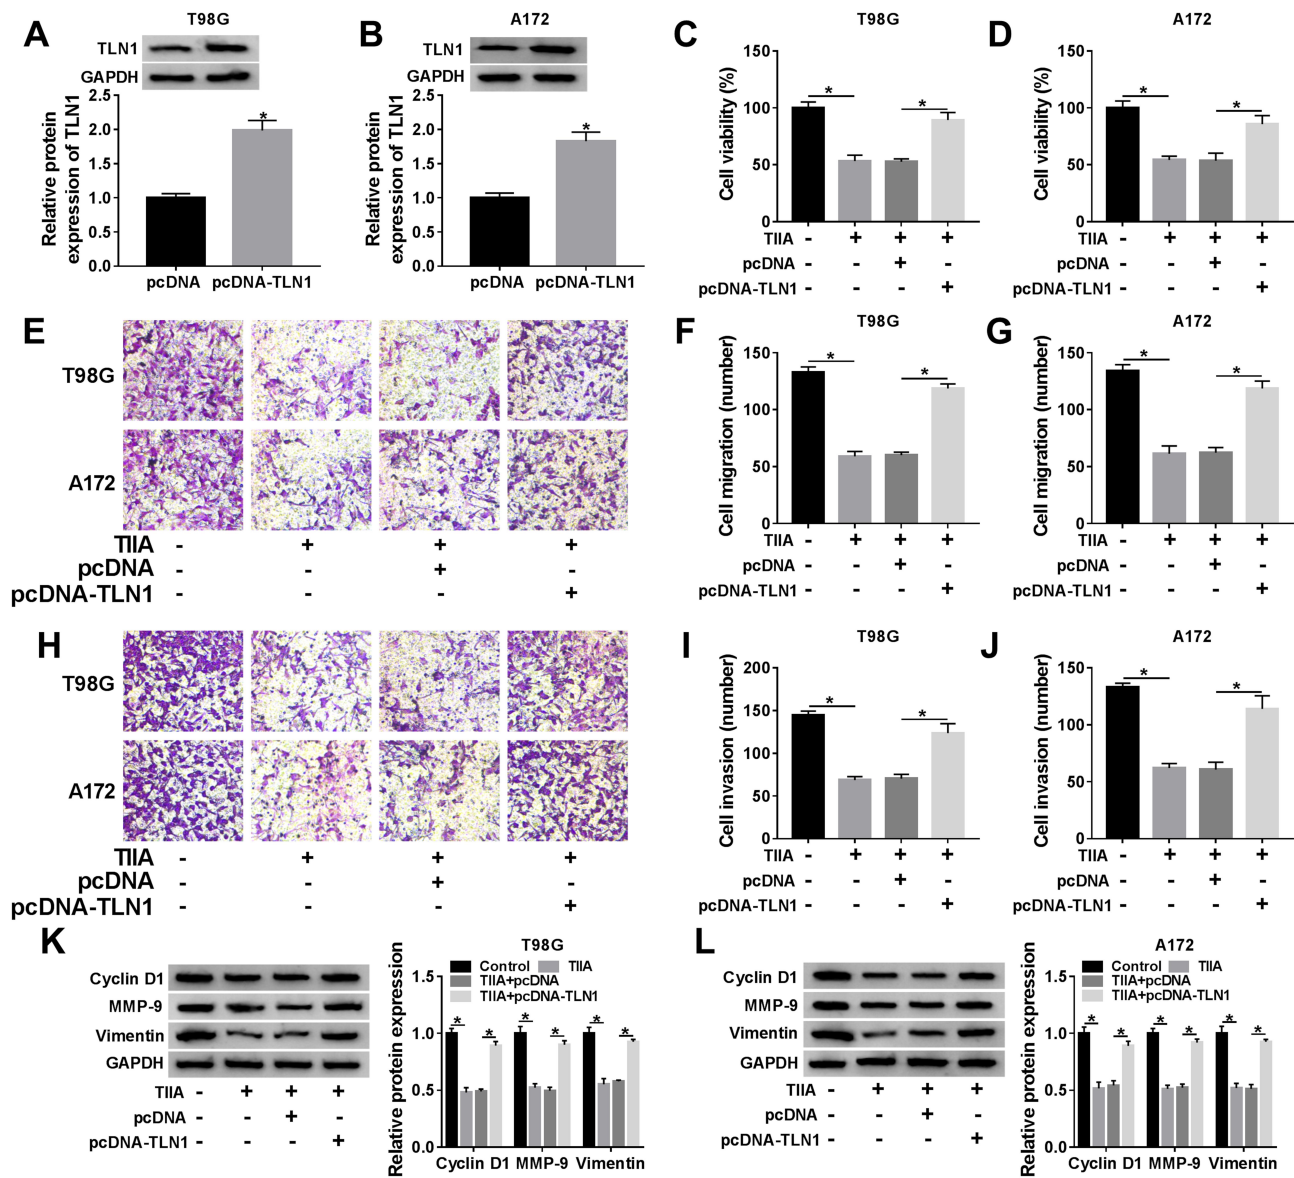 A
T98G
TLN1
GAPDH
Relative protein
expression of TLN1
2.5
2.0
1.5
1.0
0.5
0.0
*
pcDNA pcDNA-TLN1
B
A172
TLN1
GAPDH
Relative protein
expression of TLN1
2.5
2.0
1.5
1.0
0.5
0.0
*
pcDNA pcDNA-TLN1
C
T98G
Cell viability (%)
150
100
50
0
* *
TIIA - + + +
pcDNA - - + -
pcDNA-TLN1 - - - +
D
A172
Cell viability (%)
150
100
50
0
* *
TIIA - + + +
pcDNA - - + -
pcDNA-TLN1 - - - +
E
T98G
A172
TIIA - + + +
pcDNA - - + -
pcDNA-TLN1 - - - +
F
T98G
Cell migration (number)
150
100
50
0
* *
TIIA - + + +
pcDNA - - + -
pcDNA-TLN1 - - - +
G
A172
Cell migration (number)
150
100
50
0
* *
TIIA - + + +
pcDNA - - + -
pcDNA-TLN1 - - - +
H
T98G
A172
TIIA - + + +
pcDNA - - + -
pcDNA-TLN1 - - - +
I
T98G
Cell invasion (number)
200
150
100
50
0
* *
TIIA - + + +
pcDNA - - + -
pcDNA-TLN1 - - - +
J
A172
Cell invasion (number)
150
100
50
0
* *
TIIA - + + +
pcDNA - - + -
pcDNA-TLN1 - - - +
K
Cyclin D1
MMP-9
Vimentin
GAPDH
TIIA - + + +
pcDNA - - + -
pcDNA-TLN1 - - - +
T98G
Control TIIA
TIIA+pcDNA
TIIA+pcDNA-TLN1
Relative protein expression
1.5
1.0
0.5
0.0
* * * * * *
Cyclin D1 MMP-9 Vimentin
L
Cyclin D1
MMP-9
Vimentin
GAPDH
TIIA - + + +
pcDNA - - + -
pcDNA-TLN1 - - - +
A172
Control TIIA
TIIA+pcDNA
TIIA+pcDNA-TLN1
Relative protein expression
1.5
1.0
0.5
0.0
* * * * * *
Cyclin D1 MMP-9 Vimentin